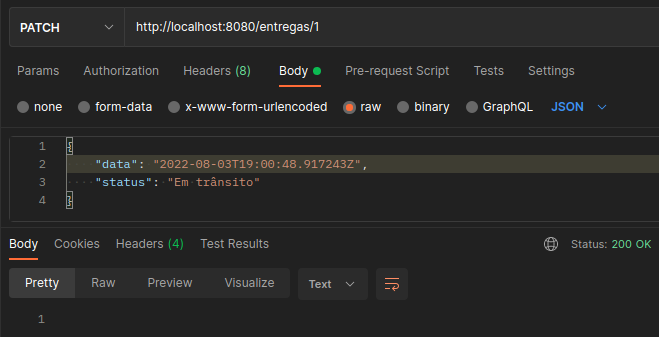 PATCH http://localhost:8080/entregas/1
Params Authorization Headers (8) Body Pre-request Script Tests Settings
none form-data x-www-form-urlencoded raw binary GraphQL JSON
1 {
2 "data": "2022-08-03T19:00:48.917243Z",
3 "status": "Em trânsito"
4 }
Body Cookies Headers (4) Test Results Status: 200 OK
Pretty Raw Preview Visualize Text
1